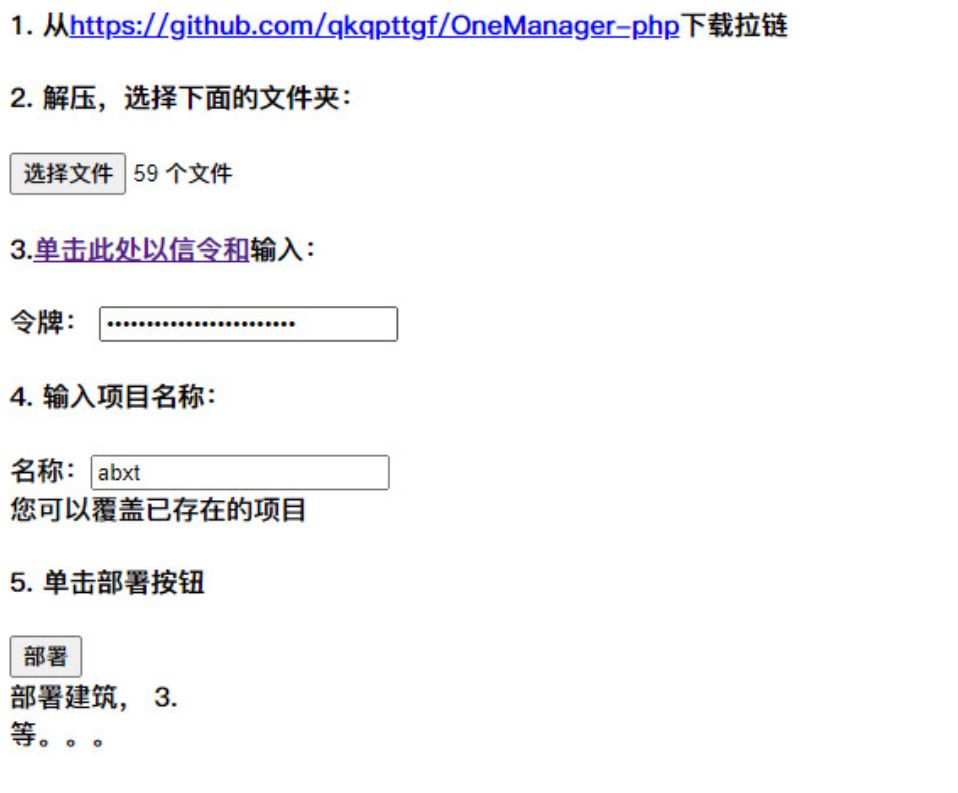 1. 从https://github.com/qkqpttgf/OneManager-php下载拉链
2. 解压，选择下面的文件夹：
选择文件 59 个文件
3.单击此处以信令和输入：
令牌： ••••••••••••••••••••••••
4. 输入项目名称：
名称： abxt
您可以覆盖已存在的项目
5. 单击部署按钮
部署
部署建筑， 3.
等。。。